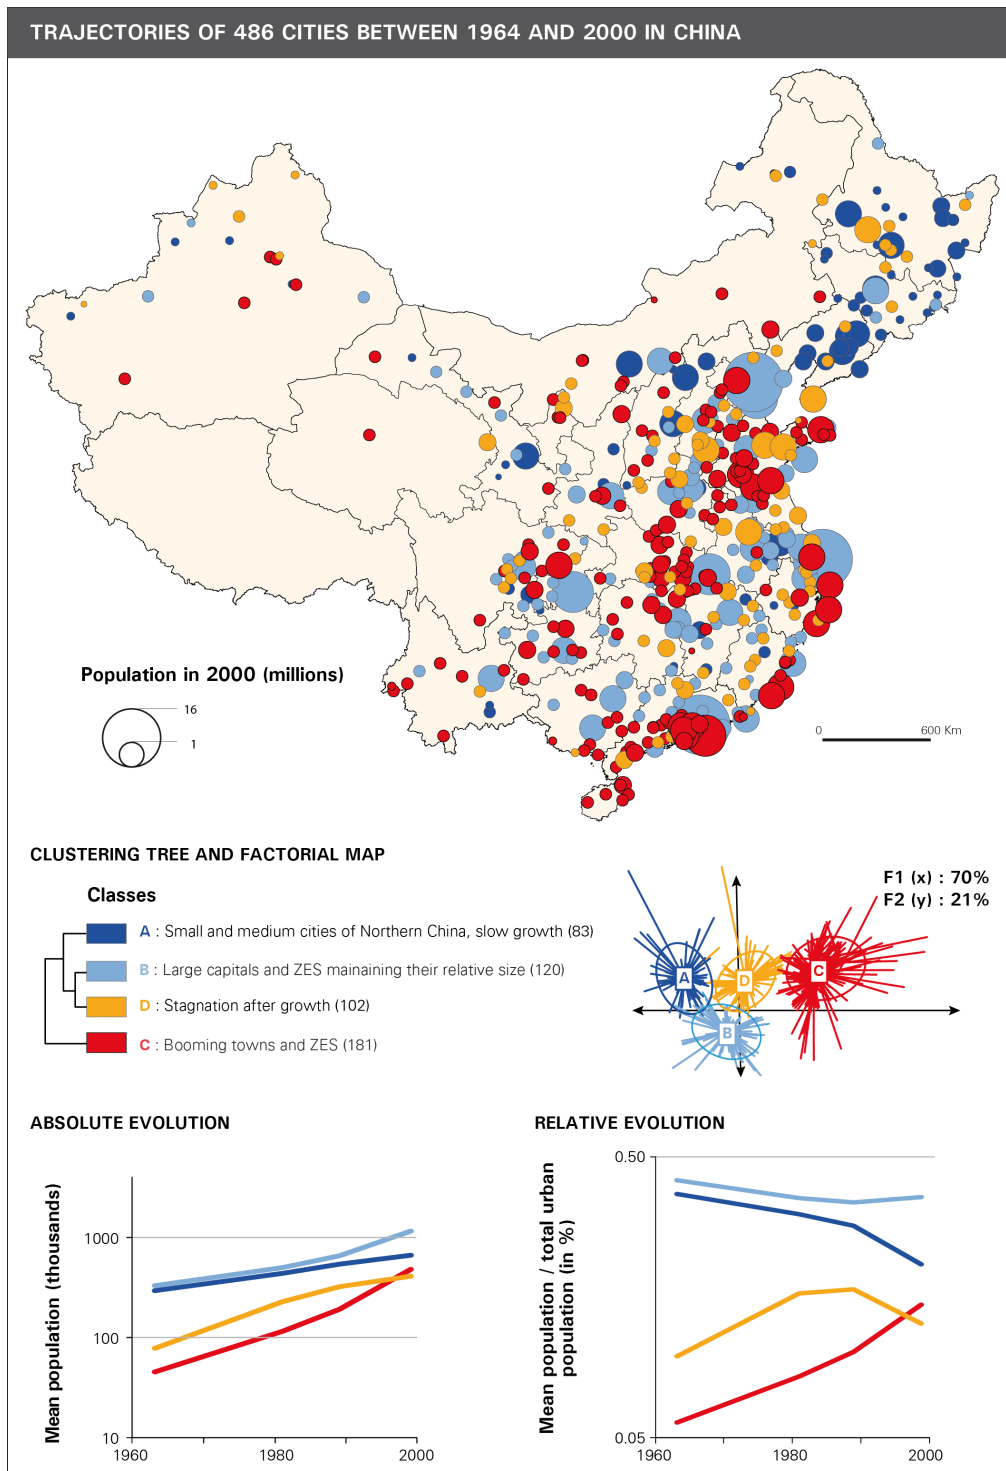 TRAJECTORIES OF 486 CITIES BETWEEN 1964 AND 2000 IN CHINA
Population in 2000 (millions)
16
1
0 600 Km
CLUSTERING TREE AND FACTORIAL MAP
Classes
A : Small and medium cities of Northern China, slow growth (83)
B : Large capitals and ZES mainaining their relative size (120)
D : Stagnation after growth (102)
C : Booming towns and ZES (181)
F1 (x) : 70%
F2 (y) : 21%
A
D
C
B
ABSOLUTE EVOLUTION
Mean population (thousands)
1000
100
10
1960 1980 2000
RELATIVE EVOLUTION
Mean population / total urban
population (in %)
0.50
0.05
1960 1980 2000